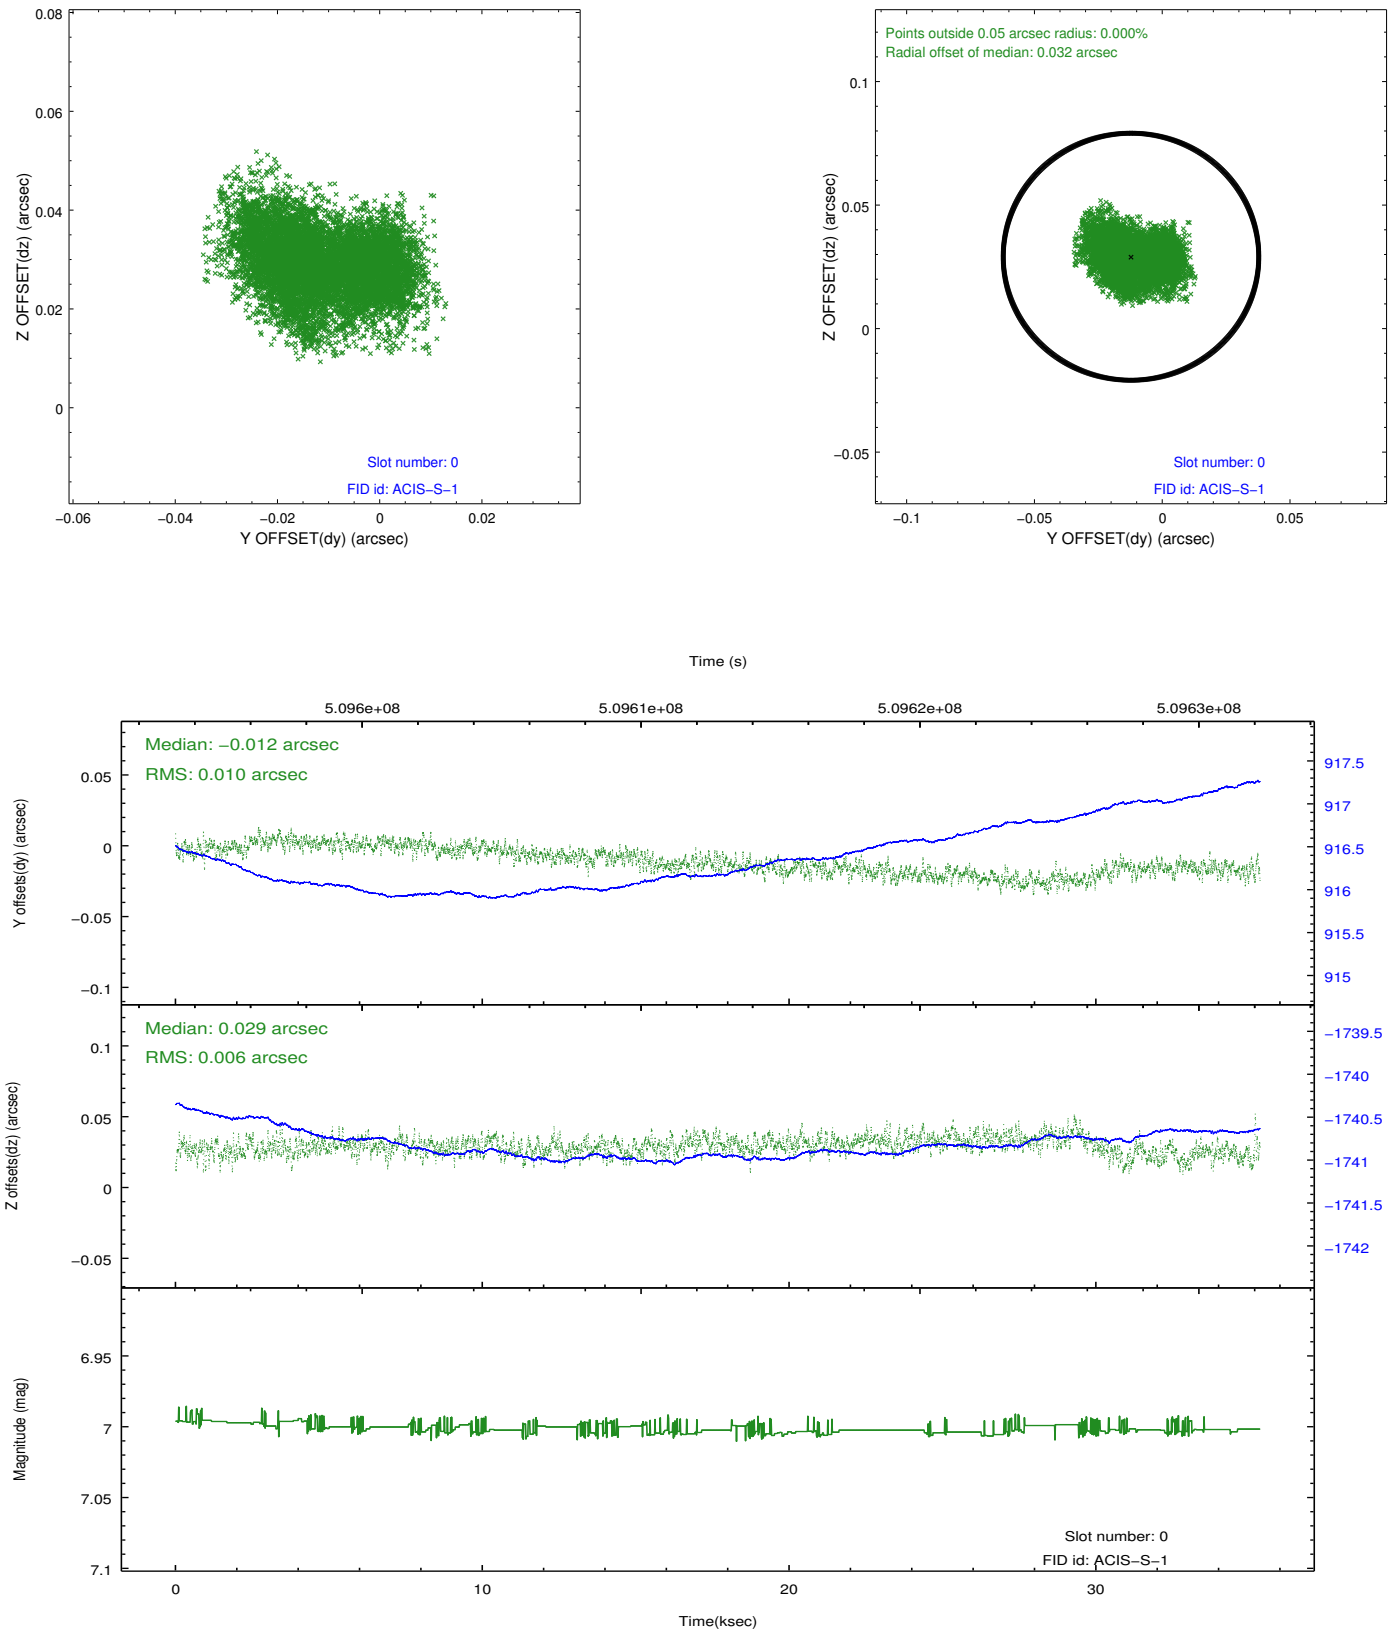 0.08
0.06
0.04
0.02
0
Z OFFSET(dz) (arcsec)
Slot number: 0
FID id: ACIS−S−1
−0.06
−0.04
−0.02
0
0.02
Y OFFSET(dy) (arcsec)
Points outside 0.05 arcsec radius: 0.000%
Radial offset of median: 0.032 arcsec
0.1
0.05
0
−0.05
Z OFFSET(dz) (arcsec)
Slot number: 0
FID id: ACIS−S−1
−0.1
−0.05
0
0.05
Y OFFSET(dy) (arcsec)
Time (s)
5.096e+08
5.0961e+08
5.0962e+08
5.0963e+08
Median: −0.012 arcsec
RMS: 0.010 arcsec
0.05
0
−0.05
−0.1
Y offsets(dy) (arcsec)
917.5
917
916.5
916
915.5
915
Median: 0.029 arcsec
RMS: 0.006 arcsec
0.1
0.05
0
−0.05
Z offsets(dz) (arcsec)
−1739.5
−1740
−1740.5
−1741
−1741.5
−1742
6.95
7
7.05
7.1
Magnitude (mag)
Slot number: 0
FID id: ACIS−S−1
0
10
20
30
Time(ksec)